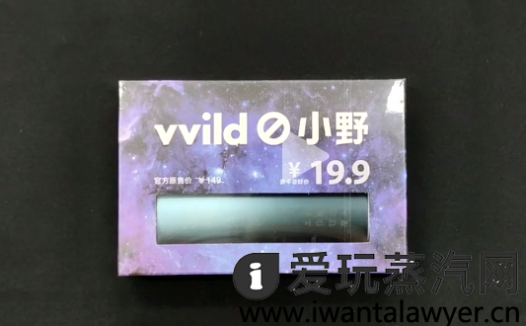 vvild 小野
官方原售价 ¥149
¥19.9
爱玩蒸汽网
www.iwantalawyer.cn